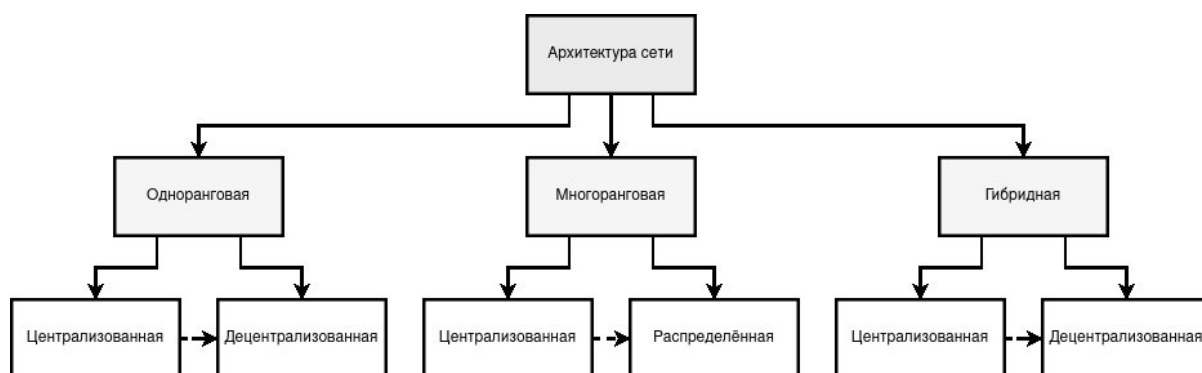 Архитектура сети
Одноранговая
Многоранговая
Гибридная
Централизованная
Децентрализованная
Централизованная
Распределённая
Централизованная
Децентрализованная